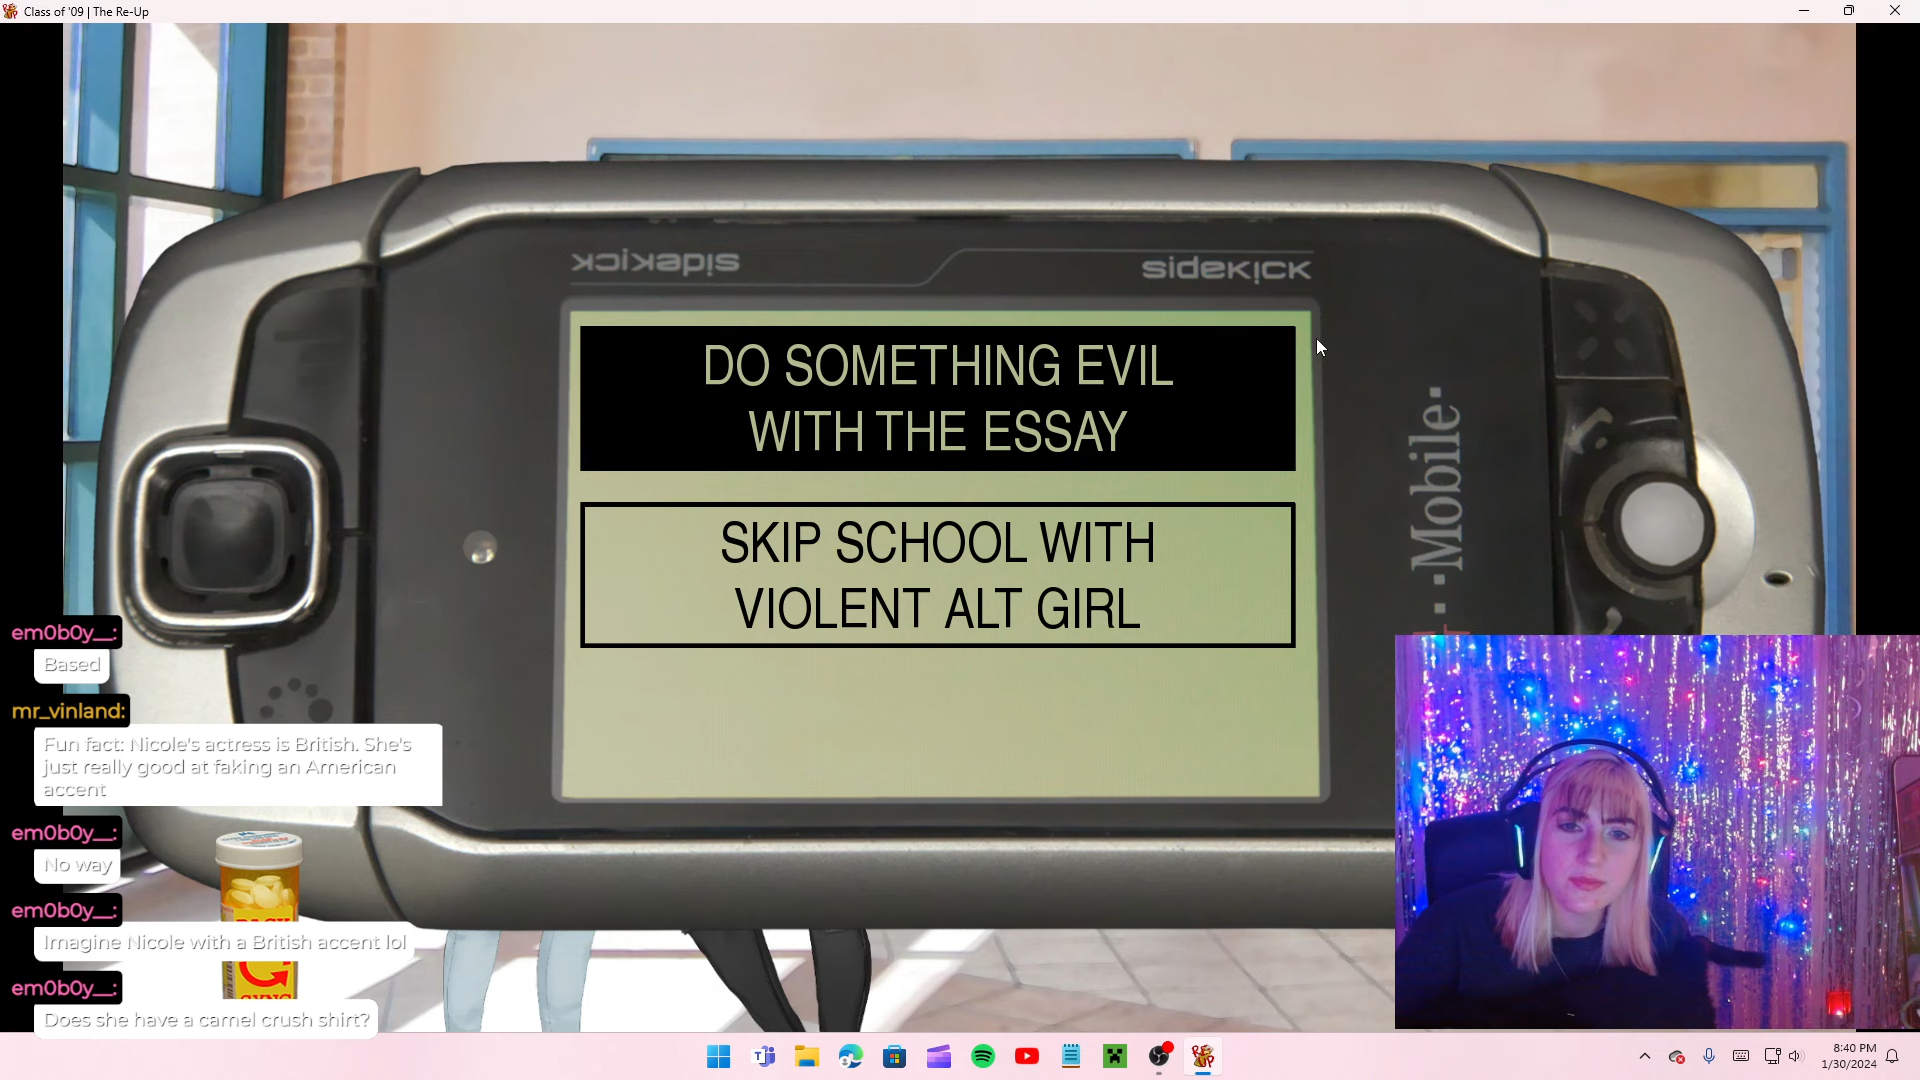 Class of '09 | The Re-Up
sidekick
sidekick
DO SOMETHING EVIL
WITH THE ESSAY
SKIP SCHOOL WITH
VIOLENT ALT GIRL
·Mobile·
em0b0y__:
Based
mr_vinland:
Fun fact: Nicole's actress is British. She's
just really good at faking an American
accent
em0b0y__:
No way
em0b0y__:
Imagine Nicole with a British accent lol
em0b0y__:
Does she have a camel crush shirt?
8:40 PM
1/30/2024